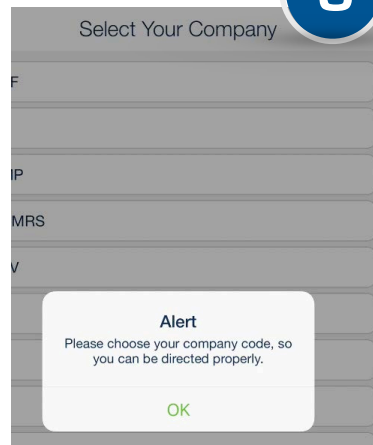 Select Your Company
F
IP
MRS
V
Alert
Please choose your company code, so
you can be directed properly.
OK